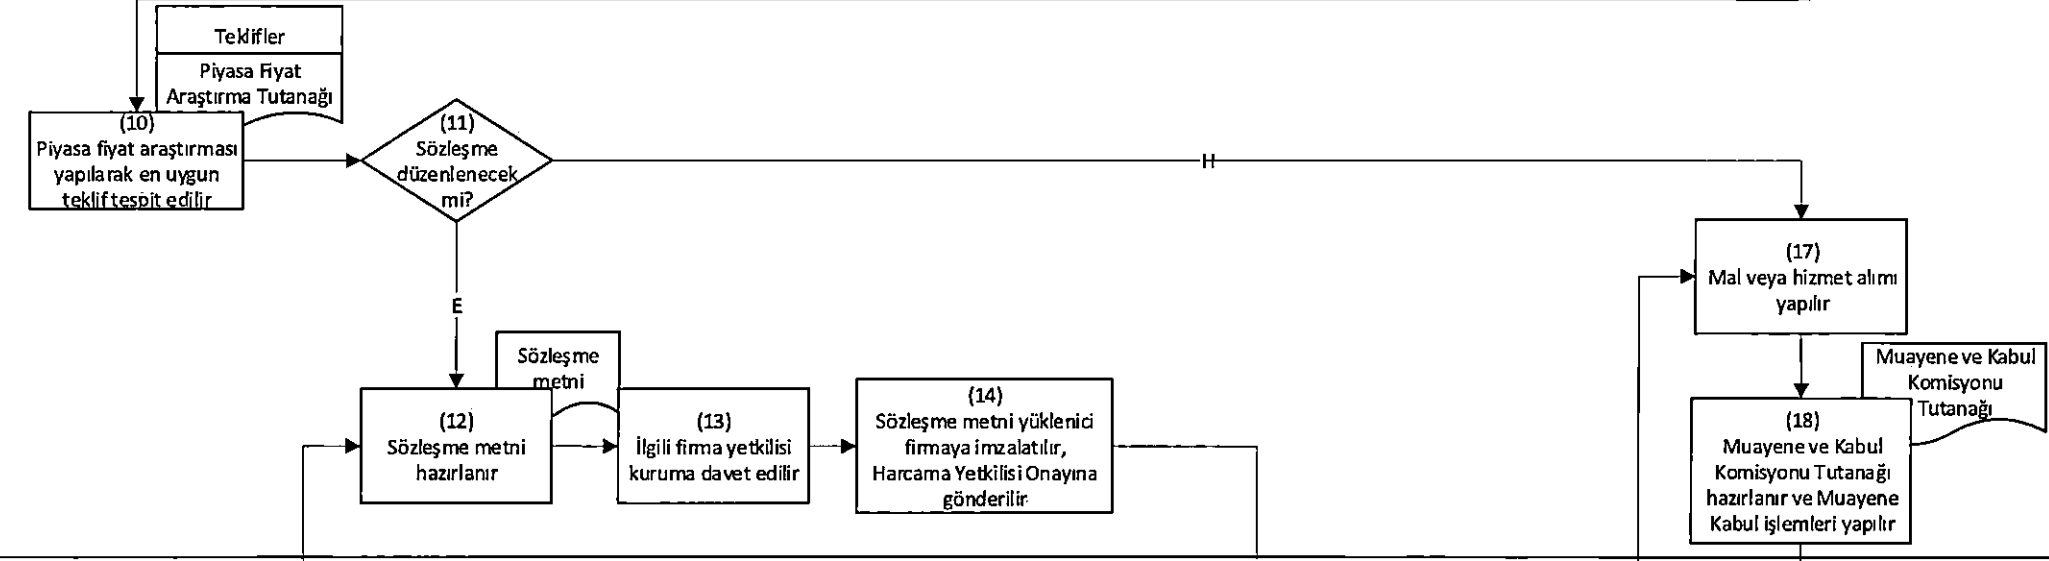 Teklifler
Piyasa Fiyat
Araştırma Tutanağı
(10)
Piyasa fiyat araştırması
yapılarak en uygun
teklif tespit edilir
(11)
Sözleşme
düzenlenecek
mi?
H
E
(17)
Mal veya hizmet alımı
yapılır
Sözleşme
metni
(12)
Sözleşme metni
hazırlanır
(13)
İlgili firma yetkilisi
kuruma davet edilir
(14)
Sözleşme metni yüklenici
firmaya imzalatılır,
Harcama Yetkilisi Onayına
gönderilir
Muayene ve Kabul
Komisyonu
Tutanağı
(18)
Muayene ve Kabul
Komisyonu Tutanağı
hazırlanır ve Muayene
Kabul işlemleri yapılır